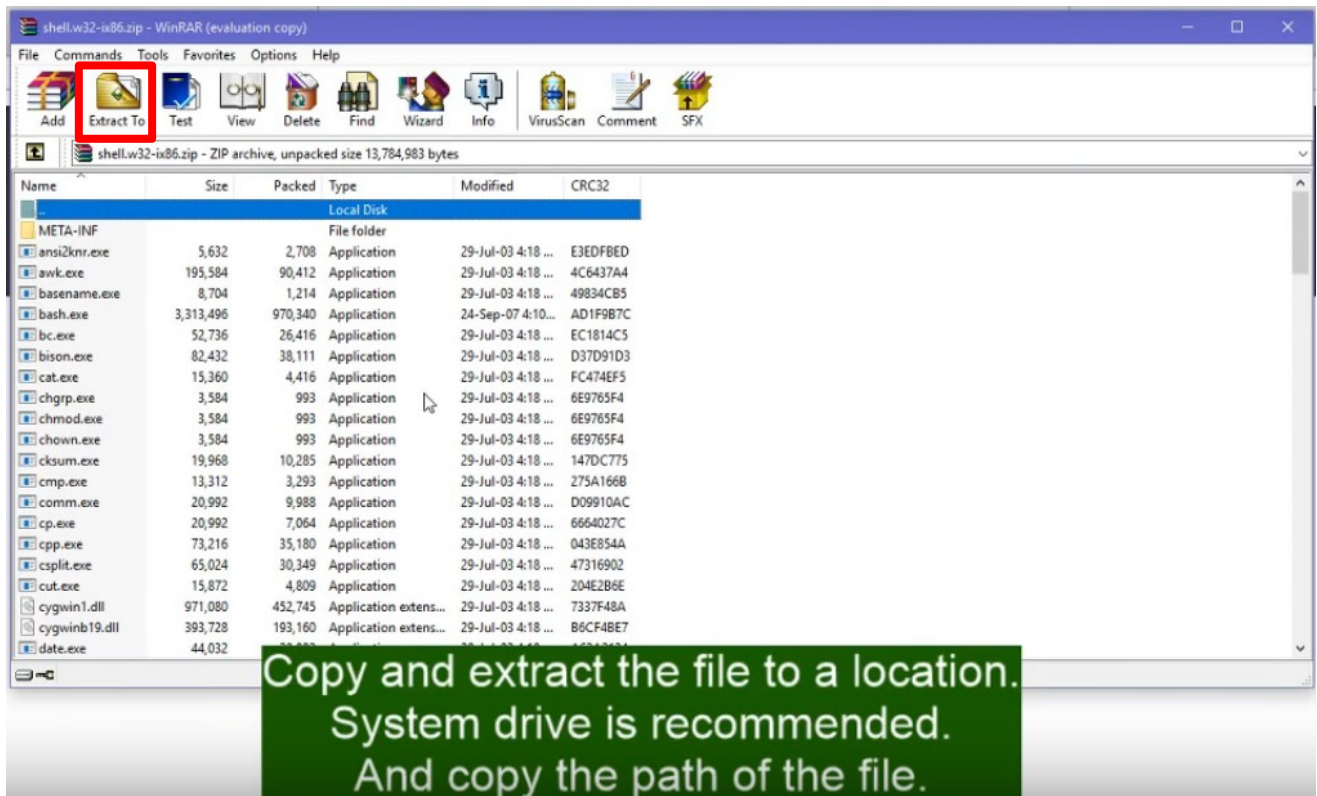 shell.w32-ix86.zip - WinRAR (evaluation copy)
File Commands Tools Favorites Options Help
Add Extract To Test View Delete Find Wizard Info VirusScan Comment SFX
shell.w32-ix86.zip - ZIP archive, unpacked size 13,784,983 bytes
Name Size Packed Type Modified CRC32
.. Local Disk
META-INF File folder
ansi2knr.exe 5,632 2,708 Application 29-Jul-03 4:18 ... E3EDFBED
awk.exe 195,584 90,412 Application 29-Jul-03 4:18 ... 4C6437A4
basename.exe 8,704 1,214 Application 29-Jul-03 4:18 ... 49834CB5
bash.exe 3,313,496 970,340 Application 24-Sep-07 4:10... AD1F9B7C
bc.exe 52,736 26,416 Application 29-Jul-03 4:18 ... EC1814C5
bison.exe 82,432 38,111 Application 29-Jul-03 4:18 ... D37D91D3
cat.exe 15,360 4,416 Application 29-Jul-03 4:18 ... FC474EF5
chgrp.exe 3,584 993 Application 29-Jul-03 4:18 ... 6E9765F4
chmod.exe 3,584 993 Application 29-Jul-03 4:18 ... 6E9765F4
chown.exe 3,584 993 Application 29-Jul-03 4:18 ... 6E9765F4
cksum.exe 19,968 10,285 Application 29-Jul-03 4:18 ... 147DC775
cmp.exe 13,312 3,293 Application 29-Jul-03 4:18 ... 275A166B
comm.exe 20,992 9,988 Application 29-Jul-03 4:18 ... D09910AC
cp.exe 20,992 7,064 Application 29-Jul-03 4:18 ... 6664027C
cpp.exe 73,216 35,180 Application 29-Jul-03 4:18 ... 043E854A
csplit.exe 65,024 30,349 Application 29-Jul-03 4:18 ... 47316902
cut.exe 15,872 4,809 Application 29-Jul-03 4:18 ... 204E2B6E
cygwin1.dll 971,080 452,745 Application extens... 29-Jul-03 4:18 ... 7337F48A
cygwinb19.dll 393,728 193,160 Application extens... 29-Jul-03 4:18 ... B6CF4BE7
date.exe 44,032
Copy and extract the file to a location.
System drive is recommended.
And copy the path of the file.